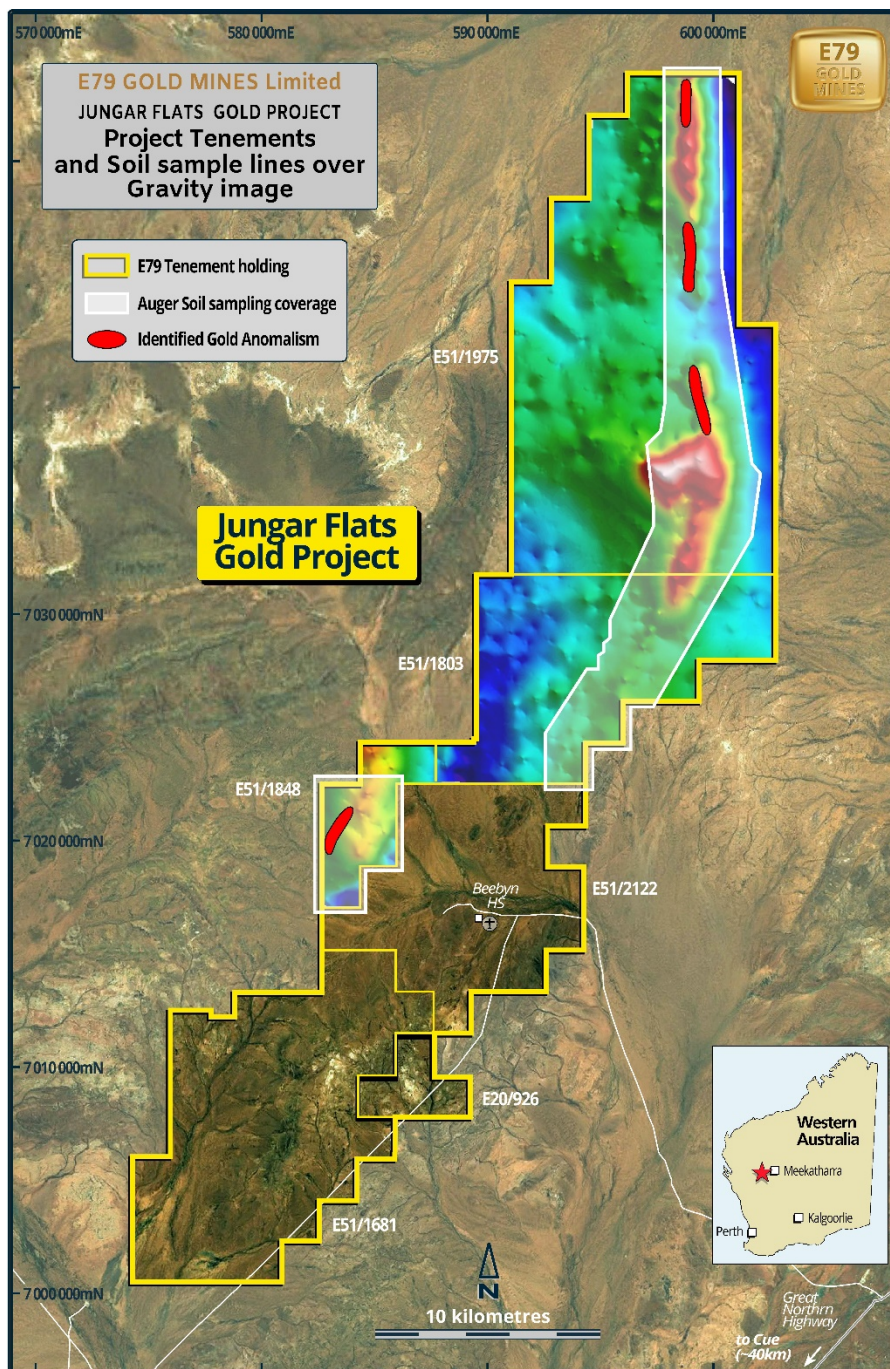 570 000mE
580 000mE
590 000mE
600 000mE
E79 GOLD MINES Limited
JUNGAR FLATS GOLD PROJECT
Project Tenements
and Soil sample lines over
Gravity image
E79
GOLD
MINES
E79 Tenement holding
Auger Soil sampling coverage
Identified Gold Anomalism
E51/1975
Jungar Flats
Gold Project
7 030 000mN
E51/1803
E51/1848
7 020 000mN
Beebyn
HS
E51/2122
7 010 000mN
E20/926
E51/1681
7 000 000mN
N
10 kilometres
Western
Australia
Meekatharra
Kalgoorlie
Perth
Great
Northrn
Highway
to Cue
(~40km)